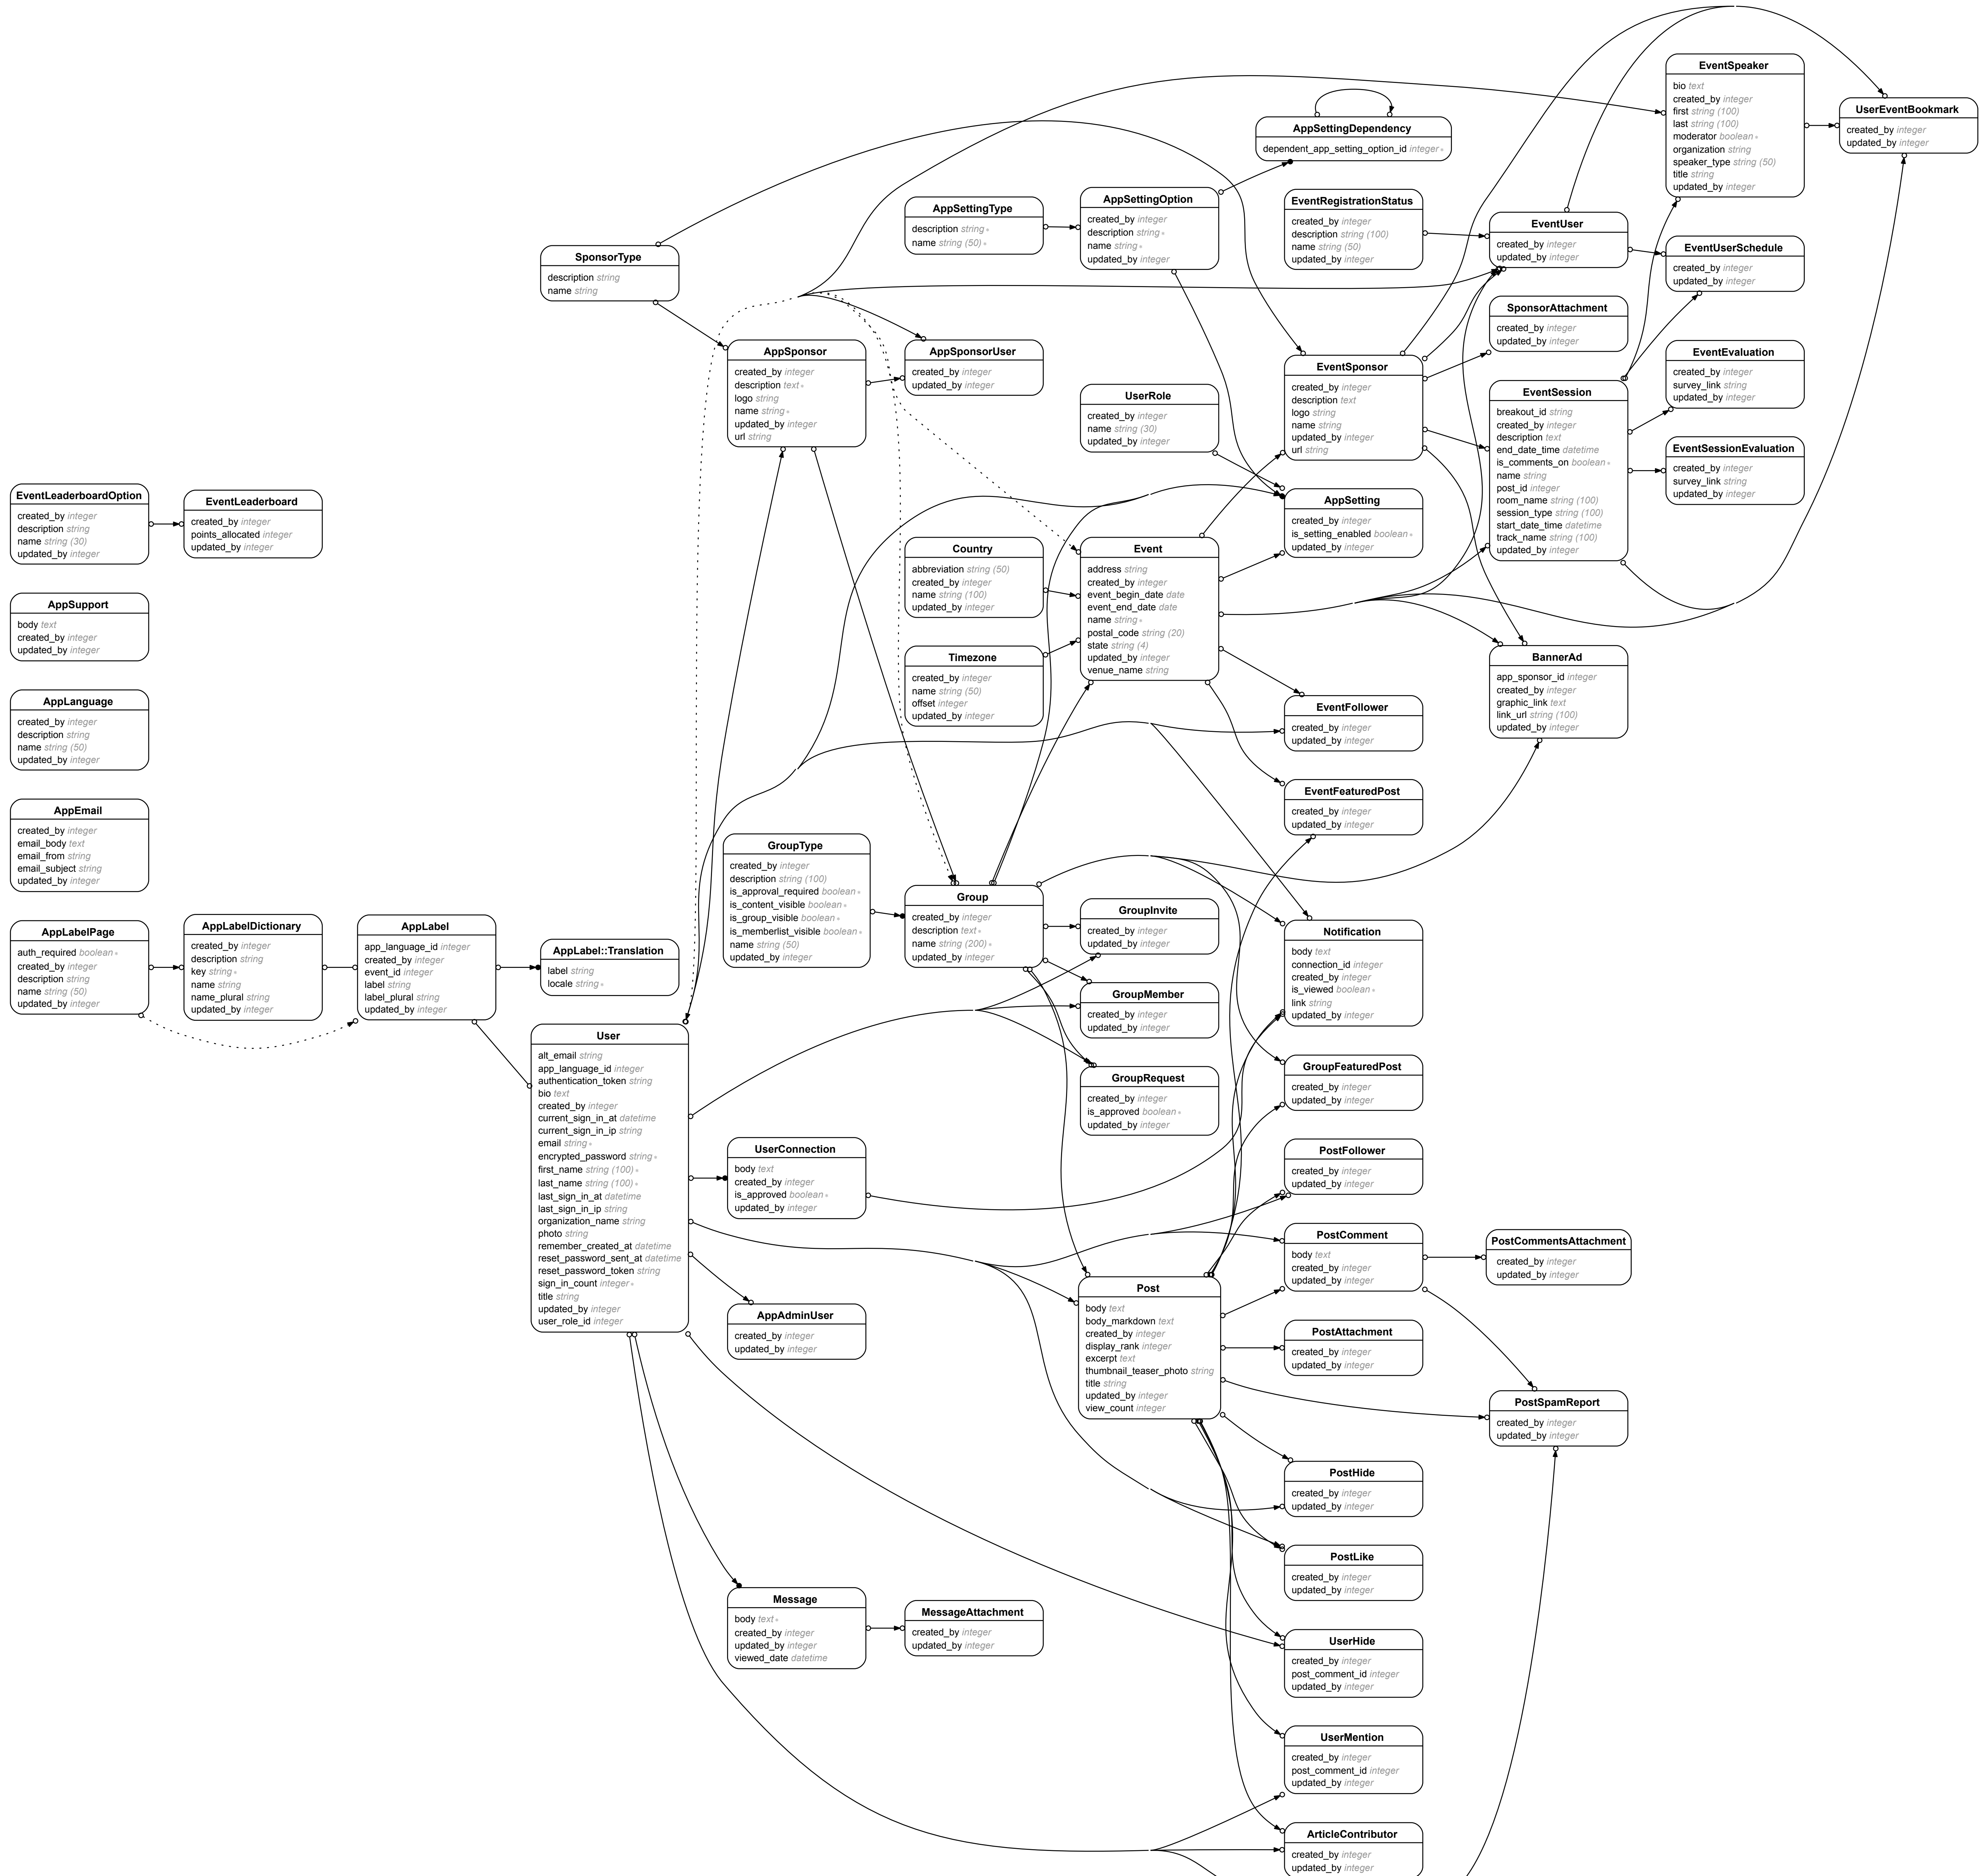 EventSpeaker
bio text
created_by integer
first string (100)
last string (100)
moderator boolean *
organization string
speaker_type string (50)
title string
updated_by integer
UserEventBookmark
created_by integer
updated_by integer
AppSettingDependency
dependent_app_setting_option_id integer *
AppSettingType
description string *
name string (50) *
AppSettingOption
created_by integer
description string *
name string *
updated_by integer
EventRegistrationStatus
created_by integer
description string (100)
name string (50)
updated_by integer
EventUser
created_by integer
updated_by integer
EventUserSchedule
created_by integer
updated_by integer
SponsorType
description string
name string
SponsorAttachment
created_by integer
updated_by integer
AppSponsor
created_by integer
description text *
logo string
name string *
updated_by integer
url string
AppSponsorUser
created_by integer
updated_by integer
EventSponsor
created_by integer
description text
logo string
name string
updated_by integer
url string
EventEvaluation
created_by integer
survey_link string
updated_by integer
UserRole
created_by integer
name string (30)
updated_by integer
EventSession
breakout_id string
created_by integer
description text
end_date_time datetime
is_comments_on boolean *
name string
post_id integer
room_name string (100)
session_type string (100)
start_date_time datetime
track_name string (100)
updated_by integer
EventSessionEvaluation
created_by integer
survey_link string
updated_by integer
EventLeaderboardOption
created_by integer
description string
name string (30)
updated_by integer
EventLeaderboard
created_by integer
points_allocated integer
updated_by integer
AppSetting
created_by integer
is_setting_enabled boolean *
updated_by integer
Country
abbreviation string (50)
created_by integer
name string (100)
updated_by integer
Event
address string
created_by integer
event_begin_date date
event_end_date date
name string *
postal_code string (20)
state string (4)
updated_by integer
venue_name string
AppSupport
body text
created_by integer
updated_by integer
Timezone
created_by integer
name string (50)
offset integer
updated_by integer
BannerAd
app_sponsor_id integer
created_by integer
graphic_link text
link_url string (100)
updated_by integer
AppLanguage
created_by integer
description string
name string (50)
updated_by integer
EventFollower
created_by integer
updated_by integer
EventFeaturedPost
created_by integer
updated_by integer
AppEmail
created_by integer
email_body text
email_from string
email_subject string
updated_by integer
GroupType
created_by integer
description string (100)
is_approval_required boolean *
is_content_visible boolean *
is_group_visible boolean *
is_memberlist_visible boolean *
name string (50)
updated_by integer
Group
created_by integer
description text *
name string (200) *
updated_by integer
GroupInvite
created_by integer
updated_by integer
Notification
body text
connection_id integer
created_by integer
is_viewed boolean *
link string
updated_by integer
AppLabelPage
auth_required boolean *
created_by integer
description string
name string (50)
updated_by integer
AppLabelDictionary
created_by integer
description string
key string *
name string
name_plural string
updated_by integer
AppLabel
app_language_id integer
created_by integer
event_id integer
label string
label_plural string
updated_by integer
AppLabel::Translation
label string
locale string *
GroupMember
created_by integer
updated_by integer
User
alt_email string
app_language_id integer
authentication_token string
bio text
created_by integer
current_sign_in_at datetime
current_sign_in_ip string
email string *
encrypted_password string *
first_name string (100) *
last_name string (100) *
last_sign_in_at datetime
last_sign_in_ip string
organization_name string
photo string
remember_created_at datetime
reset_password_sent_at datetime
reset_password_token string
sign_in_count integer *
title string
updated_by integer
user_role_id integer
GroupRequest
created_by integer
is_approved boolean *
updated_by integer
GroupFeaturedPost
created_by integer
updated_by integer
UserConnection
body text
created_by integer
is_approved boolean *
updated_by integer
PostFollower
created_by integer
updated_by integer
PostComment
body text
created_by integer
updated_by integer
PostCommentsAttachment
created_by integer
updated_by integer
AppAdminUser
created_by integer
updated_by integer
Post
body text
body_markdown text
created_by integer
display_rank integer
excerpt text
thumbnail_teaser_photo string
title string
updated_by integer
view_count integer
PostAttachment
created_by integer
updated_by integer
PostSpamReport
created_by integer
updated_by integer
PostHide
created_by integer
updated_by integer
PostLike
created_by integer
updated_by integer
Message
body text *
created_by integer
updated_by integer
viewed_date datetime
MessageAttachment
created_by integer
updated_by integer
UserHide
created_by integer
post_comment_id integer
updated_by integer
UserMention
created_by integer
post_comment_id integer
updated_by integer
ArticleContributor
created_by integer
updated_by integer